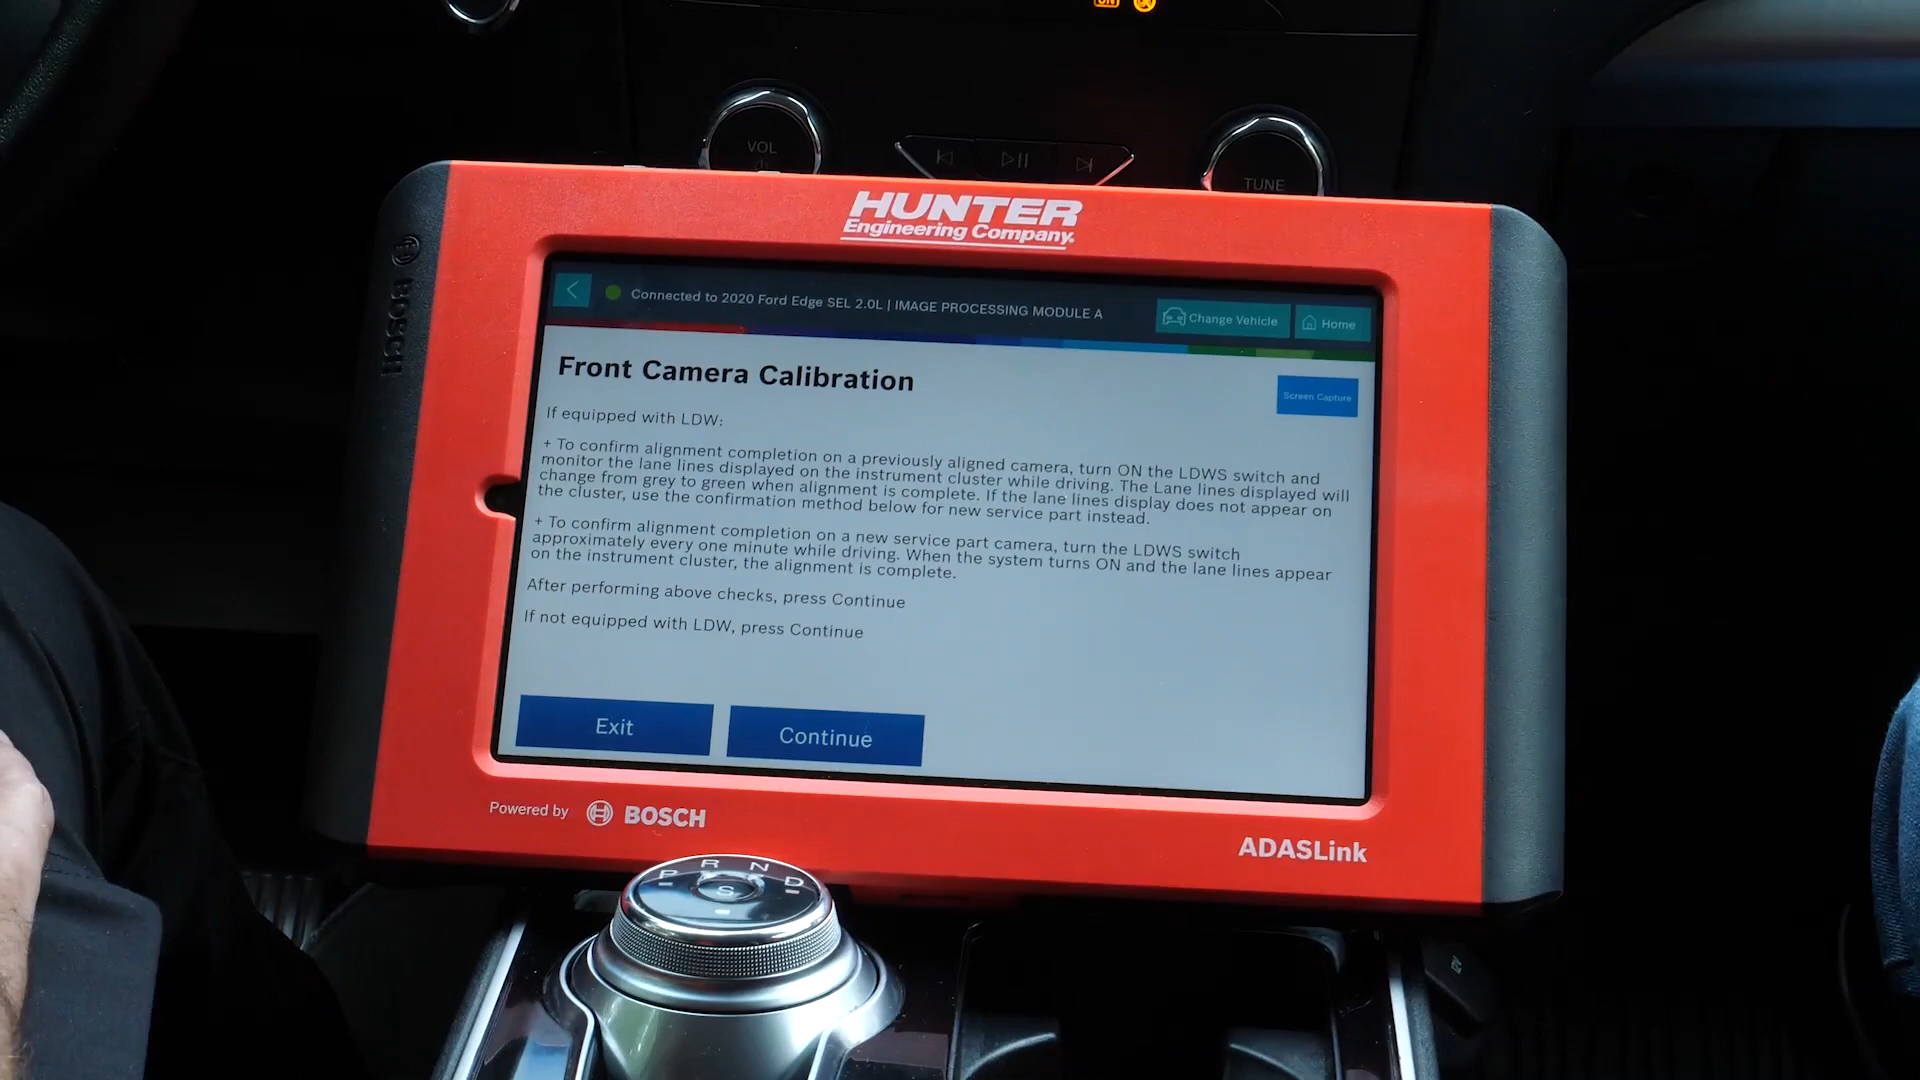 VOL
TUNE
HUNTER
Engineering Company.
BOSCH
Connected to 2020 Ford Edge SEL 2.0L | IMAGE PROCESSING MODULE A
Change Vehicle
Home
Front Camera Calibration
Screen Capture
If equipped with LDW:
+ To confirm alignment completion on a previously aligned camera, turn ON the LDWS switch and
monitor the lane lines displayed on the instrument cluster while driving. The Lane lines displayed will
change from grey to green when alignment is complete. If the lane lines display does not appear on
the cluster, use the confirmation method below for new service part instead.
+ To confirm alignment completion on a new service part camera, turn the LDWS switch
approximately every one minute while driving. When the system turns ON and the lane lines appear
on the instrument cluster, the alignment is complete.
After performing above checks, press Continue
If not equipped with LDW, press Continue
Exit
Continue
Powered by BOSCH
ADASLink
P R N D
S